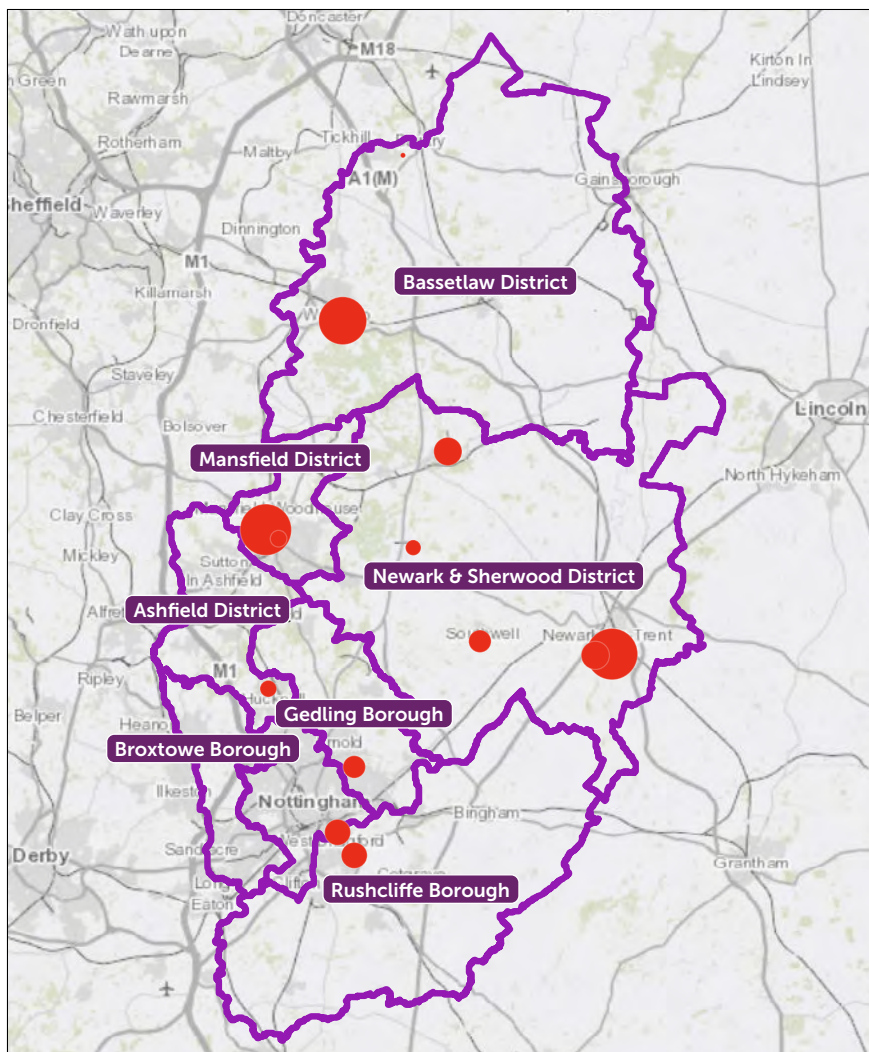 Doncaster
Wath upon
Dearne
M18
Kirton In
Lindsey
n Green
Rawmarsh
Rotherham
Tickhill
Maltby
A1(M)
Gainsborough
Sheffield
Waverley
Dinnington
M1
Killamarsh
Bassetlaw District
Dronfield
Staveley
Chesterfield
Bolsover
Lincoln
Mansfield District
North Hykeham
Clay Cross
Mickley
Sutton
In Ashfield
Newark & Sherwood District
Ashfield District
Southwell
Newark
Trent
M1
Ripley
Gedling Borough
Belper
Broxtowe Borough
Ilkeston
Nottingham
Bingham
Derby
Grantham
Rushcliffe Borough
Long
Eaton